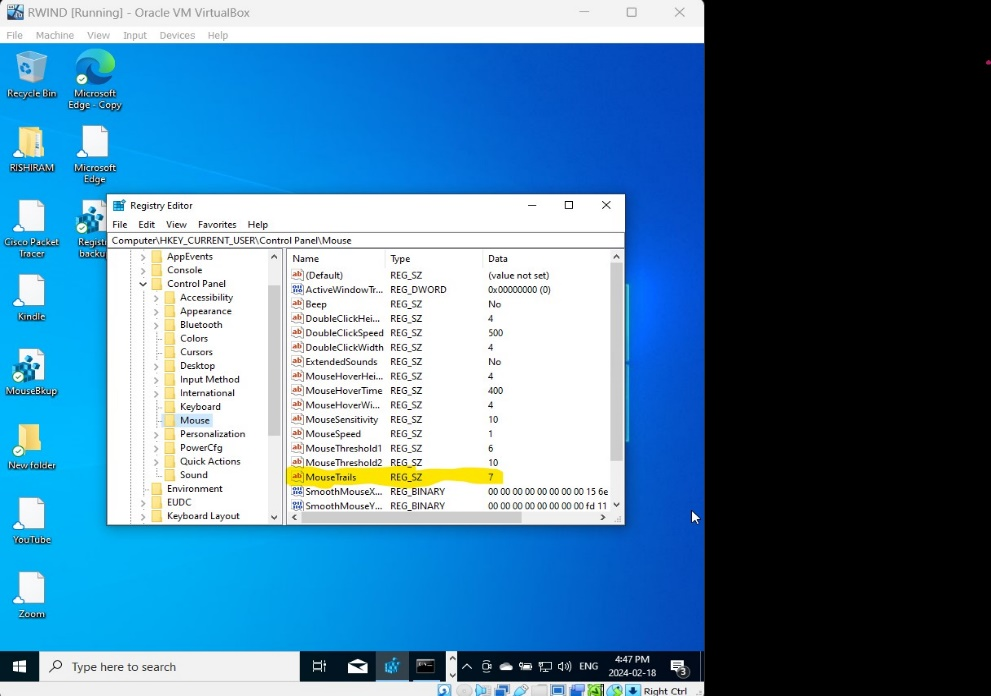 RWIND [Running] - Oracle VM VirtualBox
File Machine View Input Devices Help
Recycle Bin
Microsoft
Edge - Copy
RISHIRAM
Microsoft
Edge
Cisco Packet
Tracer
Registr
backu
Kindle
MouseBkup
New folder
YouTube
Zoom
Registry Editor
File Edit View Favorites Help
Computer\HKEY_CURRENT_USER\Control Panel\Mouse
AppEvents
Console
Control Panel
Accessibility
Appearance
Bluetooth
Colors
Cursors
Desktop
Input Method
International
Keyboard
Mouse
Personalization
PowerCfg
Quick Actions
Sound
Environment
EUDC
Keyboard Layout
Name Type Data
(Default) REG_SZ (value not set)
ActiveWindowTr... REG_DWORD 0x00000000 (0)
Beep REG_SZ No
DoubleClickHei... REG_SZ 4
DoubleClickSpeed REG_SZ 500
DoubleClickWidth REG_SZ 4
ExtendedSounds REG_SZ No
MouseHoverHei... REG_SZ 4
MouseHoverTime REG_SZ 400
MouseHoverWi... REG_SZ 4
MouseSensitivity REG_SZ 10
MouseSpeed REG_SZ 1
MouseThreshold1 REG_SZ 6
MouseThreshold2 REG_SZ 10
MouseTrails REG_SZ 7
SmoothMouseX... REG_BINARY 00 00 00 00 00 00 00 00 15 6e
SmoothMouseY... REG_BINARY 00 00 00 00 00 00 00 00 fd 11
Type here to search
ENG
4:47 PM
2024-02-18
3
Right Ctrl